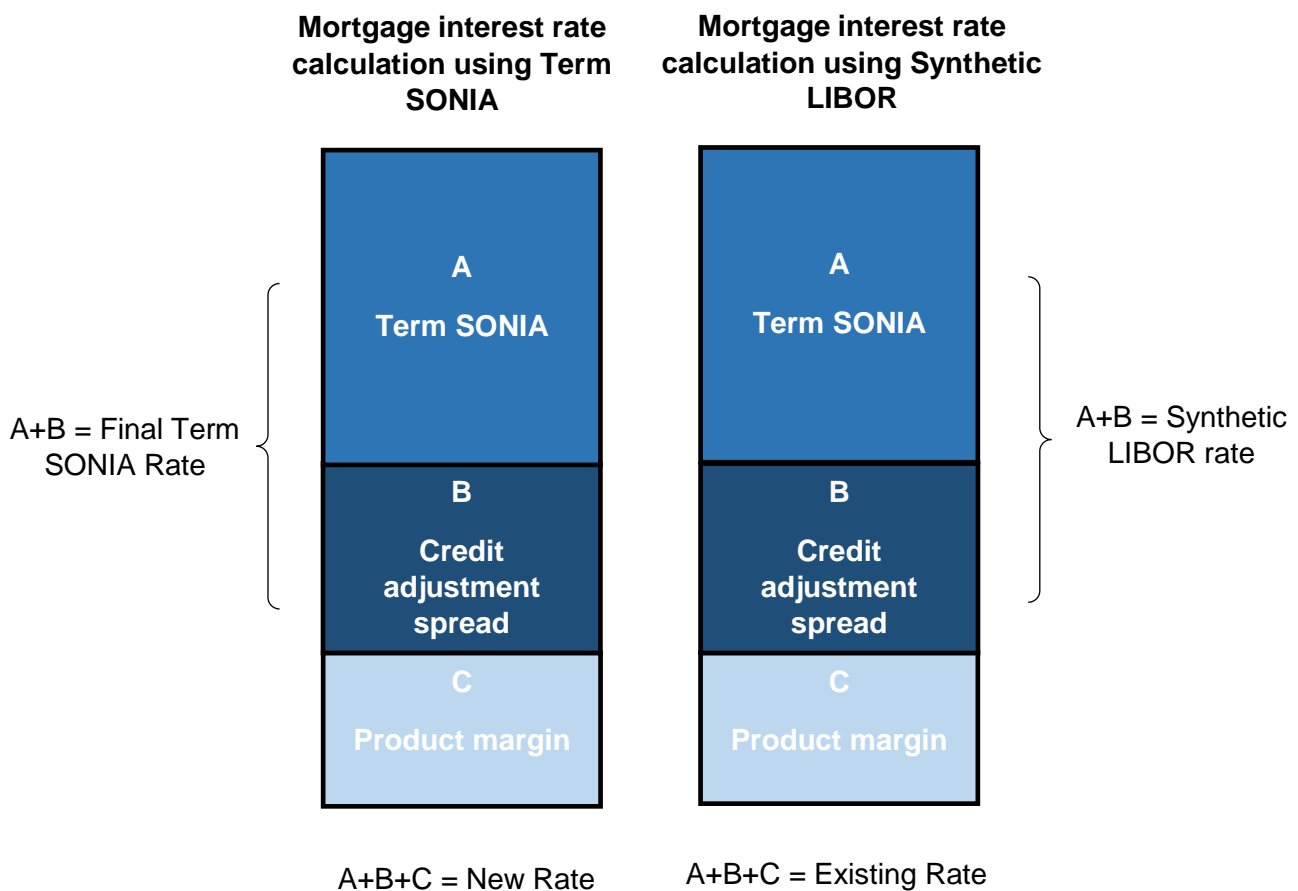 Mortgage interest rate
calculation using Term
SONIA
Mortgage interest rate
calculation using Synthetic
LIBOR
A
Term SONIA
B
Credit
adjustment
spread
C
Product margin
A
Term SONIA
B
Credit
adjustment
spread
C
Product margin
A+B = Final Term
SONIA Rate
A+B = Synthetic
LIBOR rate
A+B+C = New Rate
A+B+C = Existing Rate